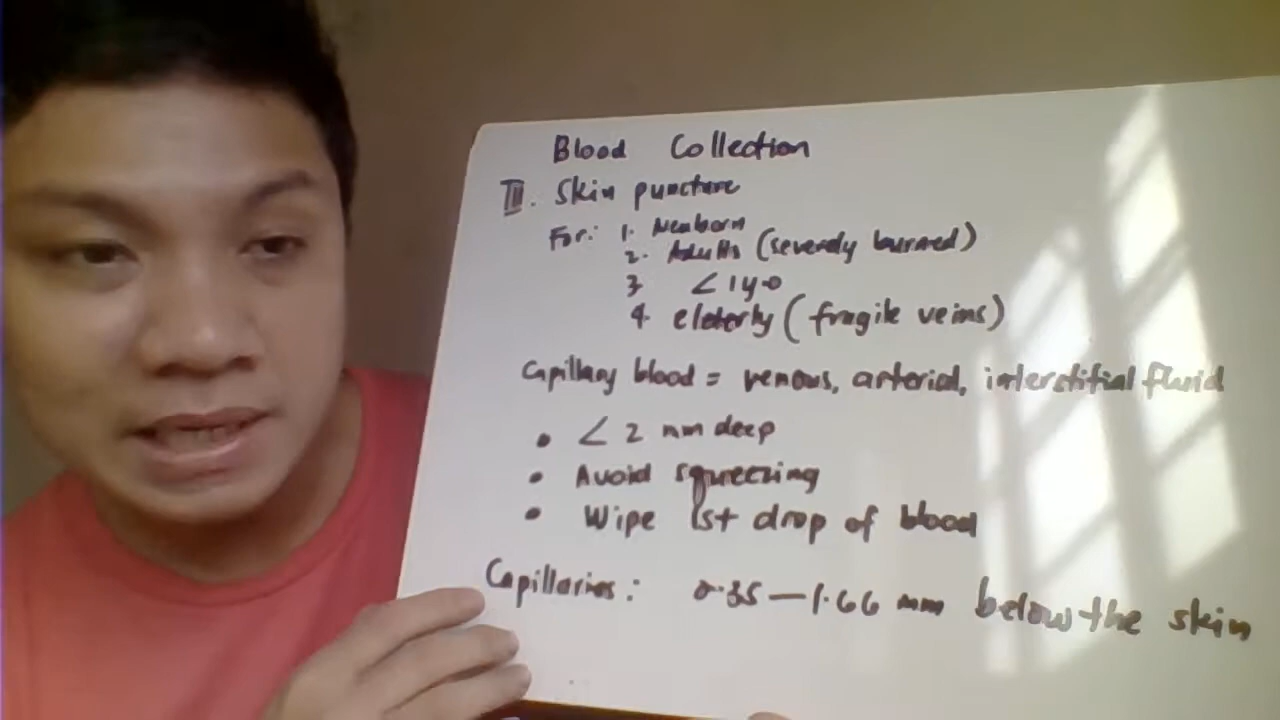 Blood Collection
II. Skin puncture
For: 1. Newborn
2. Adults (severely burned)
3 < 1 y.o
4. elderly (fragile veins)
Capillary blood = venous, arterial, interstitial fluid
• < 2 mm deep
• Avoid squeezing
• Wipe 1st drop of blood
Capillaries: 0.35 — 1.66 mm below the skin